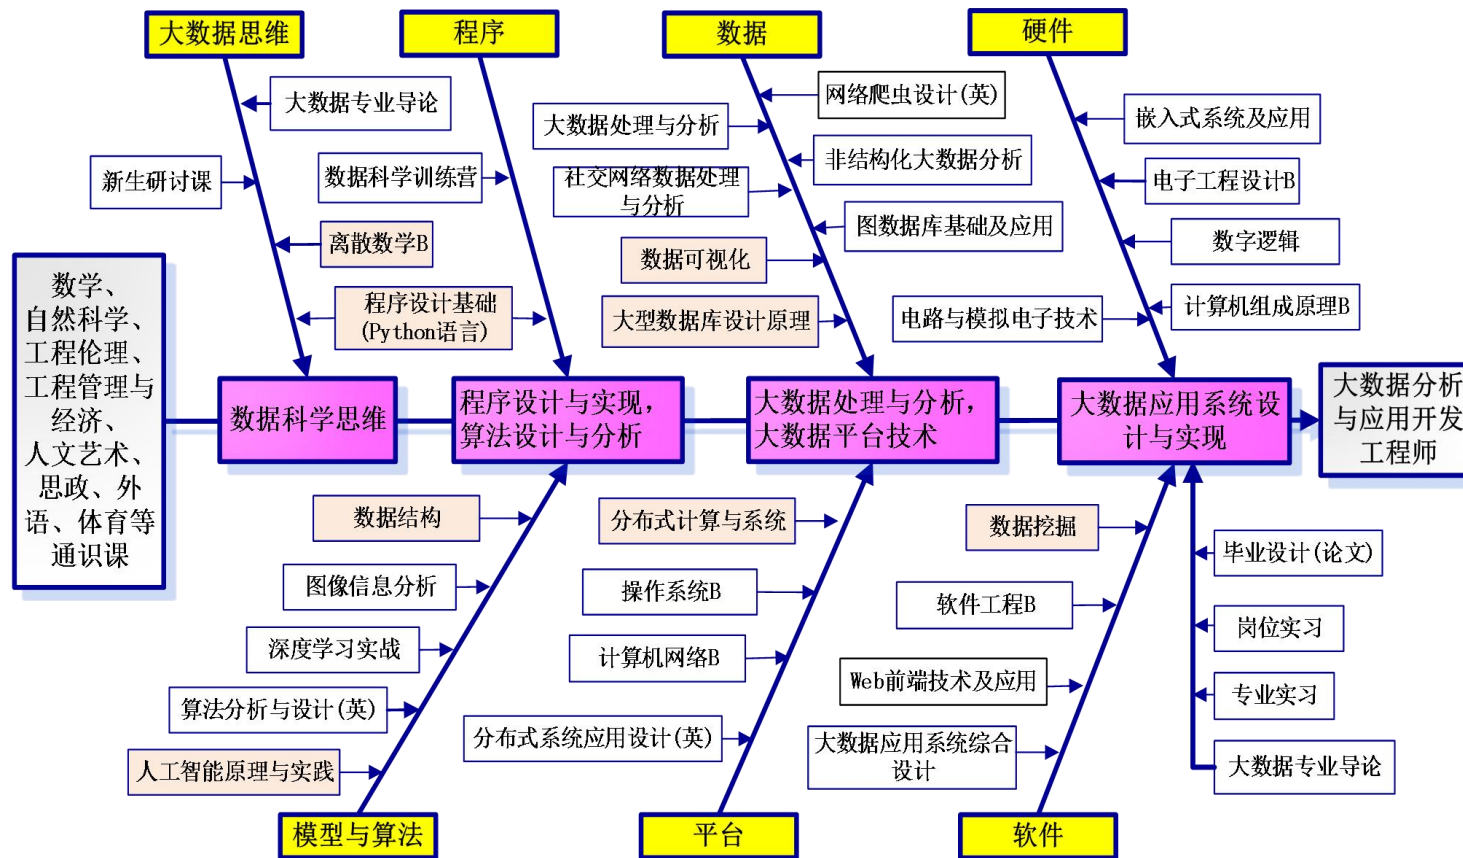 大数据思维
程序
数据
硬件
大数据专业导论
新生研讨课
离散数学B
程序设计基础
(Python语言)
数据科学训练营
网络爬虫设计(英)
大数据处理与分析
非结构化大数据分析
社交网络数据处理
与分析
图数据库基础及应用
数据可视化
大型数据库设计原理
嵌入式系统及应用
电子工程设计B
数字逻辑
计算机组成原理B
电路与模拟电子技术
数学、
自然科学、
工程伦理、
工程管理与
经济、
人文艺术、
思政、外
语、体育等
通识课
数据科学思维
程序设计与实现，
算法设计与分析
大数据处理与分析，
大数据平台技术
大数据应用系统设
计与实现
大数据分析
与应用开发
工程师
数据结构
图像信息分析
深度学习实战
算法分析与设计(英)
人工智能原理与实践
分布式计算与系统
操作系统B
计算机网络B
分布式系统应用设计(英)
数据挖掘
软件工程B
Web前端技术及应用
大数据应用系统综合
设计
毕业设计(论文)
岗位实习
专业实习
大数据专业导论
模型与算法
平台
软件